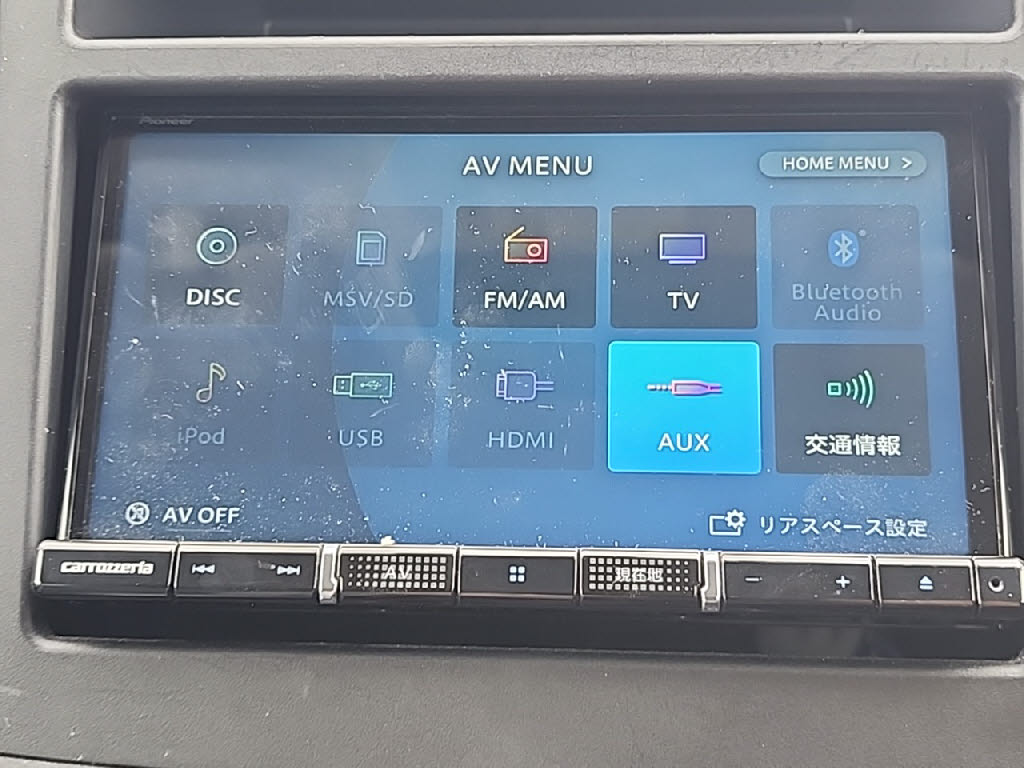 Pioneer
AV MENU
HOME MENU >
DISC
MSV/SD
FM/AM
TV
Bluetooth
Audio
iPod
USB
HDMI
AUX
交通情報
AV OFF
リアスペース設定
carrozzeria
AV
現在地
- +